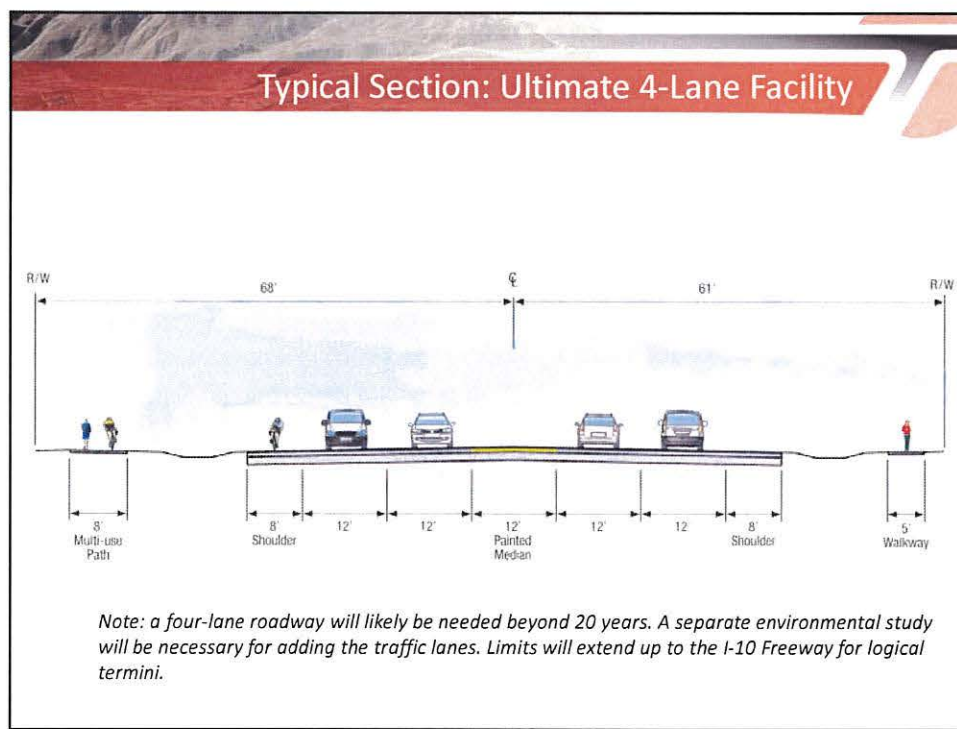 Typical Section: Ultimate 4-Lane Facility
R/W
68'
℄
61'
R/W
8'
Multi-use
Path
8'
Shoulder
12'
12'
12'
Painted
Median
12'
12
8'
Shoulder
5'
Walkway
Note: a four-lane roadway will likely be needed beyond 20 years. A separate environmental study
will be necessary for adding the traffic lanes. Limits will extend up to the I-10 Freeway for logical
termini.